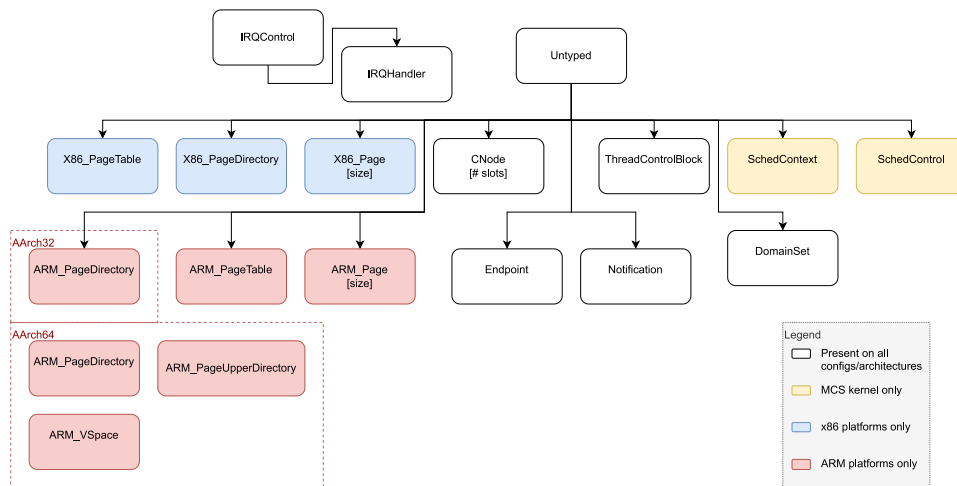 IRQControl
IRQHandler
Untyped
X86_PageTable
X86_PageDirectory
X86_Page
[size]
CNode
[# slots]
ThreadControlBlock
SchedContext
SchedControl
AArch32
ARM_PageDirectory
ARM_PageTable
ARM_Page
[size]
Endpoint
Notification
DomainSet
AArch64
ARM_PageDirectory
ARM_PageUpperDirectory
ARM_VSpace
Legend
Present on all
configs/architectures
MCS kernel only
x86 platforms only
ARM platforms only